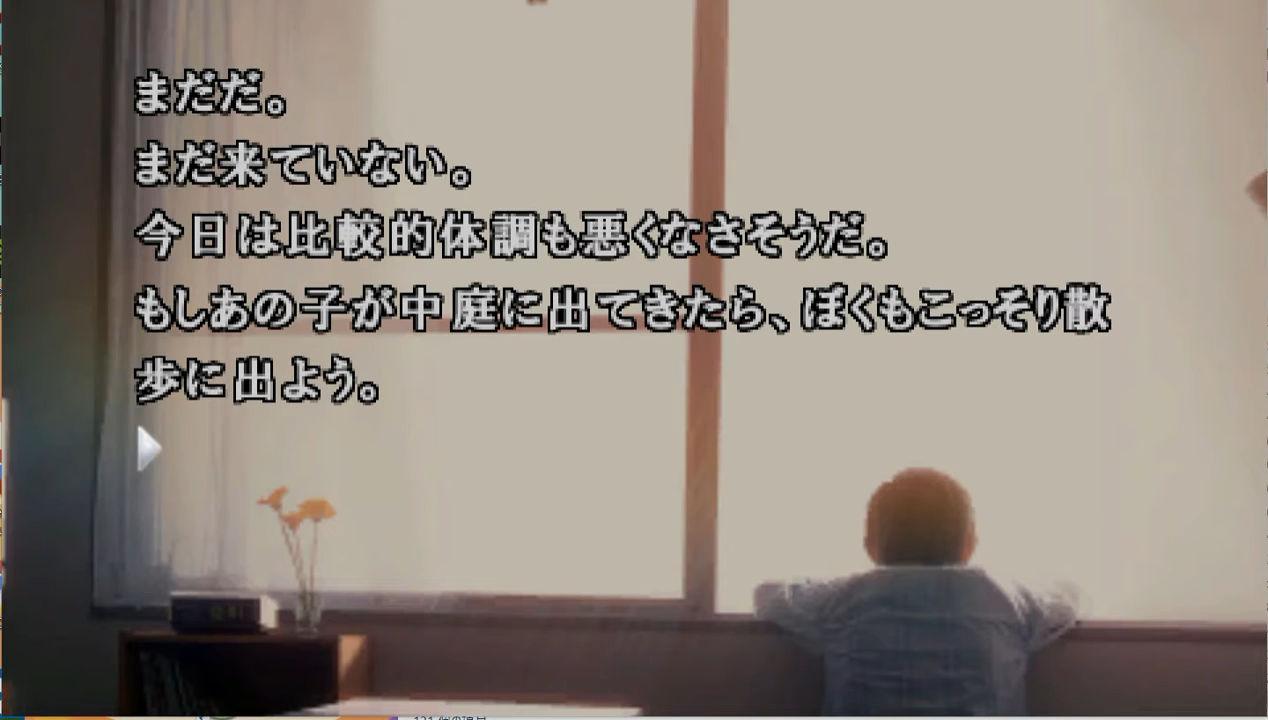 まだだ。
まだ来ていない。
今日は比較的体調も悪くなさそうだ。
もしあの子が中庭に出てきたら、ぼくもこっそり散
歩に出よう。